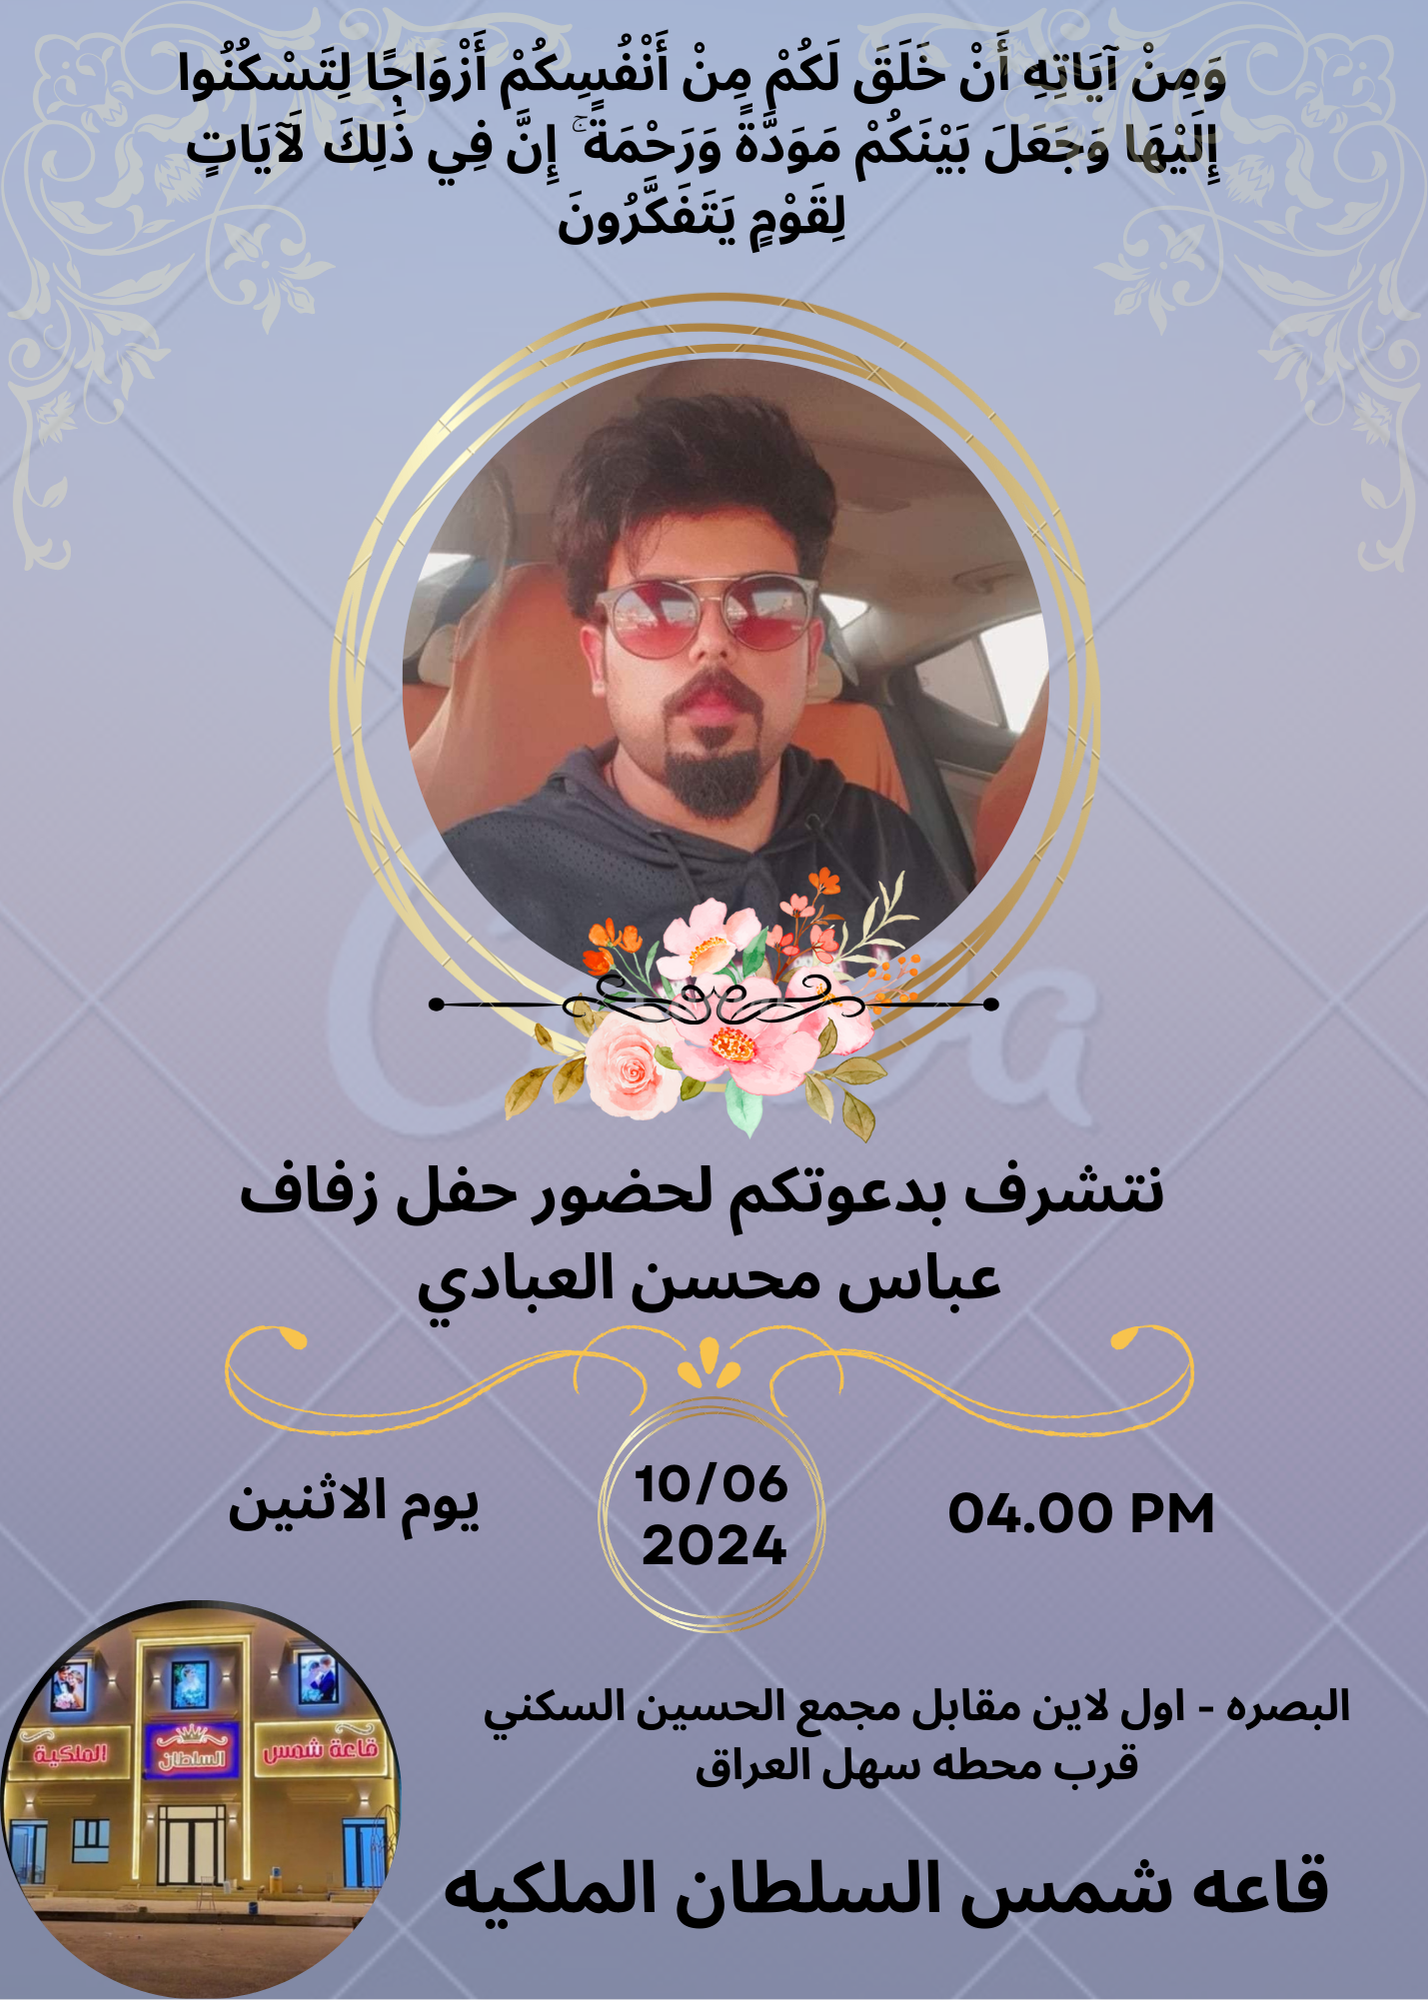 وَمِنْ آيَاتِهِ أَنْ خَلَقَ لَكُمْ مِنْ أَنْفُسِكُمْ أَزْوَاجًا لِتَسْكُنُوا
إِلَيْهَا وَجَعَلَ بَيْنَكُمْ مَوَدَّةً وَرَحْمَةً ۚ إِنَّ فِي ذَٰلِكَ لَآيَاتٍ
لِقَوْمٍ يَتَفَكَّرُونَ
Canva
نتشرف بدعوتكم لحضور حفل زفاف
عباس محسن العبادي
يوم الاثنين
10/06
2024
04.00 PM
قاعة شمس
السلطان
الملكية
البصره - اول لاين مقابل مجمع الحسين السكني
قرب محطه سهل العراق
قاعه شمس السلطان الملكيه